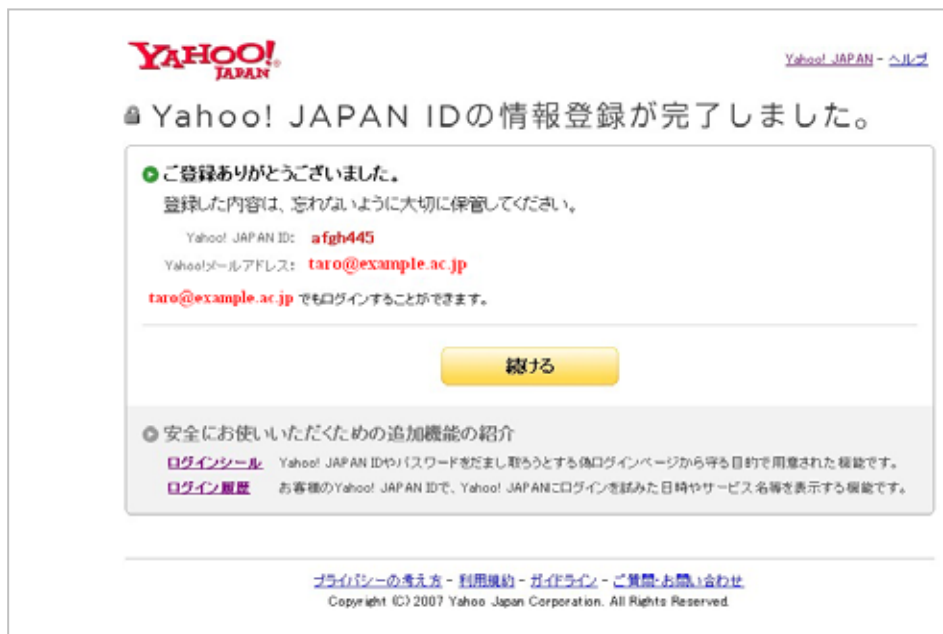 YAHOO!
JAPAN
Yahoo! JAPAN - ヘルプ
Yahoo! JAPAN IDの情報登録が完了しました。
ご登録ありがとうございました。
登録した内容は、忘れないように大切に保管してください。
Yahoo! JAPAN ID: afgh445
Yahoo!メールアドレス: taro@example.ac.jp
taro@example.ac.jp でもログインすることができます。
続ける
安全にお使いいただくための追加機能の紹介
ログインシール Yahoo! JAPAN IDやパスワードをだまし取ろうとする偽ログインページから守る目的で用意された機能です。
ログイン履歴 お客様のYahoo! JAPAN IDで、Yahoo! JAPANにログインを試みた日時やサービス名等を表示する機能です。
プライバシーの考え方 - 利用規約 - ガイドライン - ご質問・お問い合わせ
Copyright (C) 2007 Yahoo Japan Corporation. All Rights Reserved.